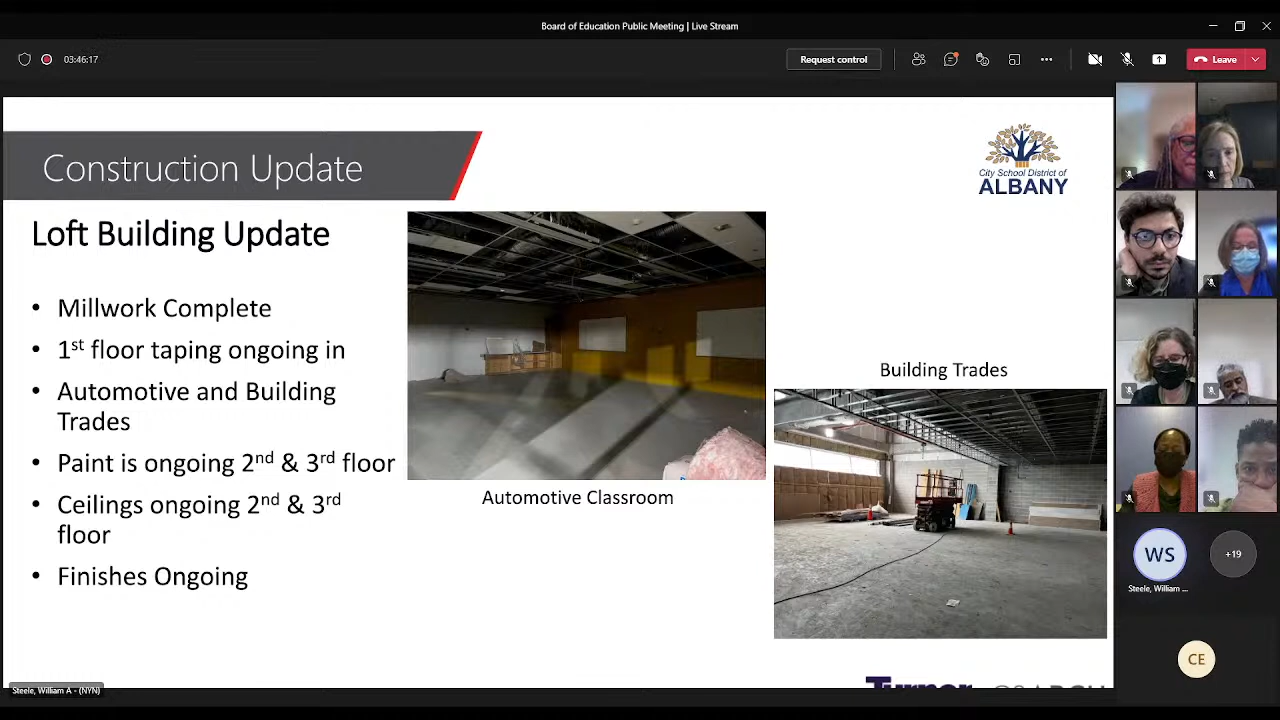 Board of Education Public Meeting | Live Stream
03:46:17
Request control
Leave
Construction Update
City School District of
ALBANY
Loft Building Update
• Millwork Complete
• 1st floor taping ongoing in
• Automotive and Building
Trades
• Paint is ongoing 2nd & 3rd floor
• Ceilings ongoing 2nd & 3rd
floor
• Finishes Ongoing
Automotive Classroom
Building Trades
WS
+19
Steele, William ...
CE
Steele, William A - (NYN)
Turner